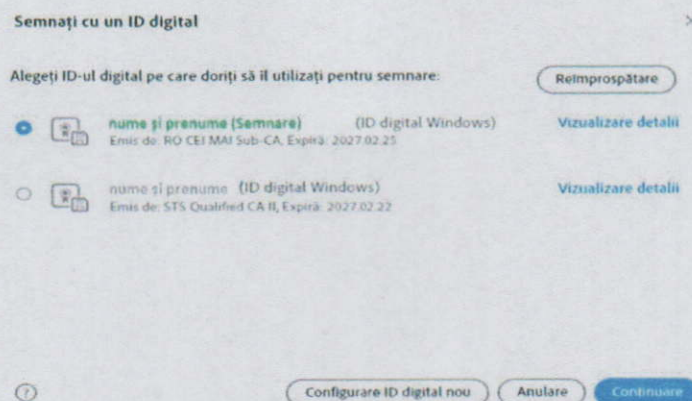 Semnați cu un ID digital
Alegeți ID-ul digital pe care doriți să îl utilizați pentru semnare:
Reîmprospătare
nume și prenume (Semnare) (ID digital Windows)
Vizualizare detalii
Emis de: RO CEI MAI Sub-CA, Expiră: 2027.02.25
nume si prenume (ID digital Windows)
Vizualizare detalii
Emis de: STS Qualified CA II, Expiră: 2027.02.22
?
Configurare ID digital nou
Anulare
Continuare